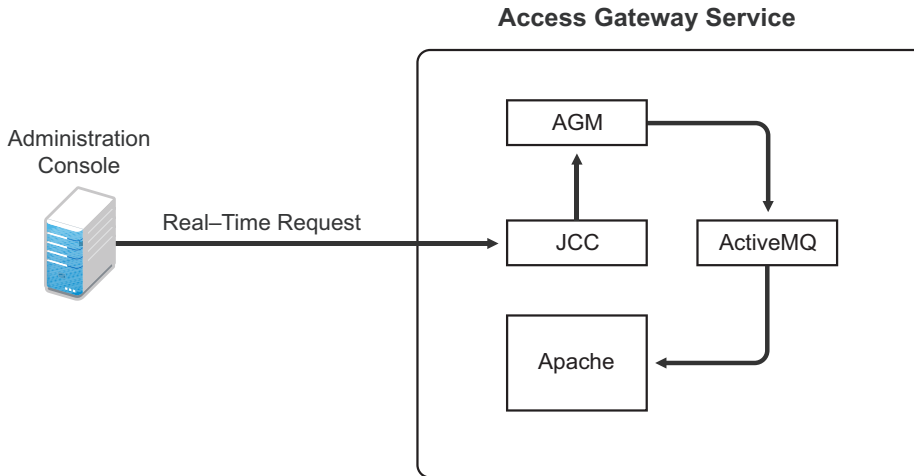 Access Gateway Service
AGM
Administration
Console
Real–Time Request
JCC
ActiveMQ
Apache